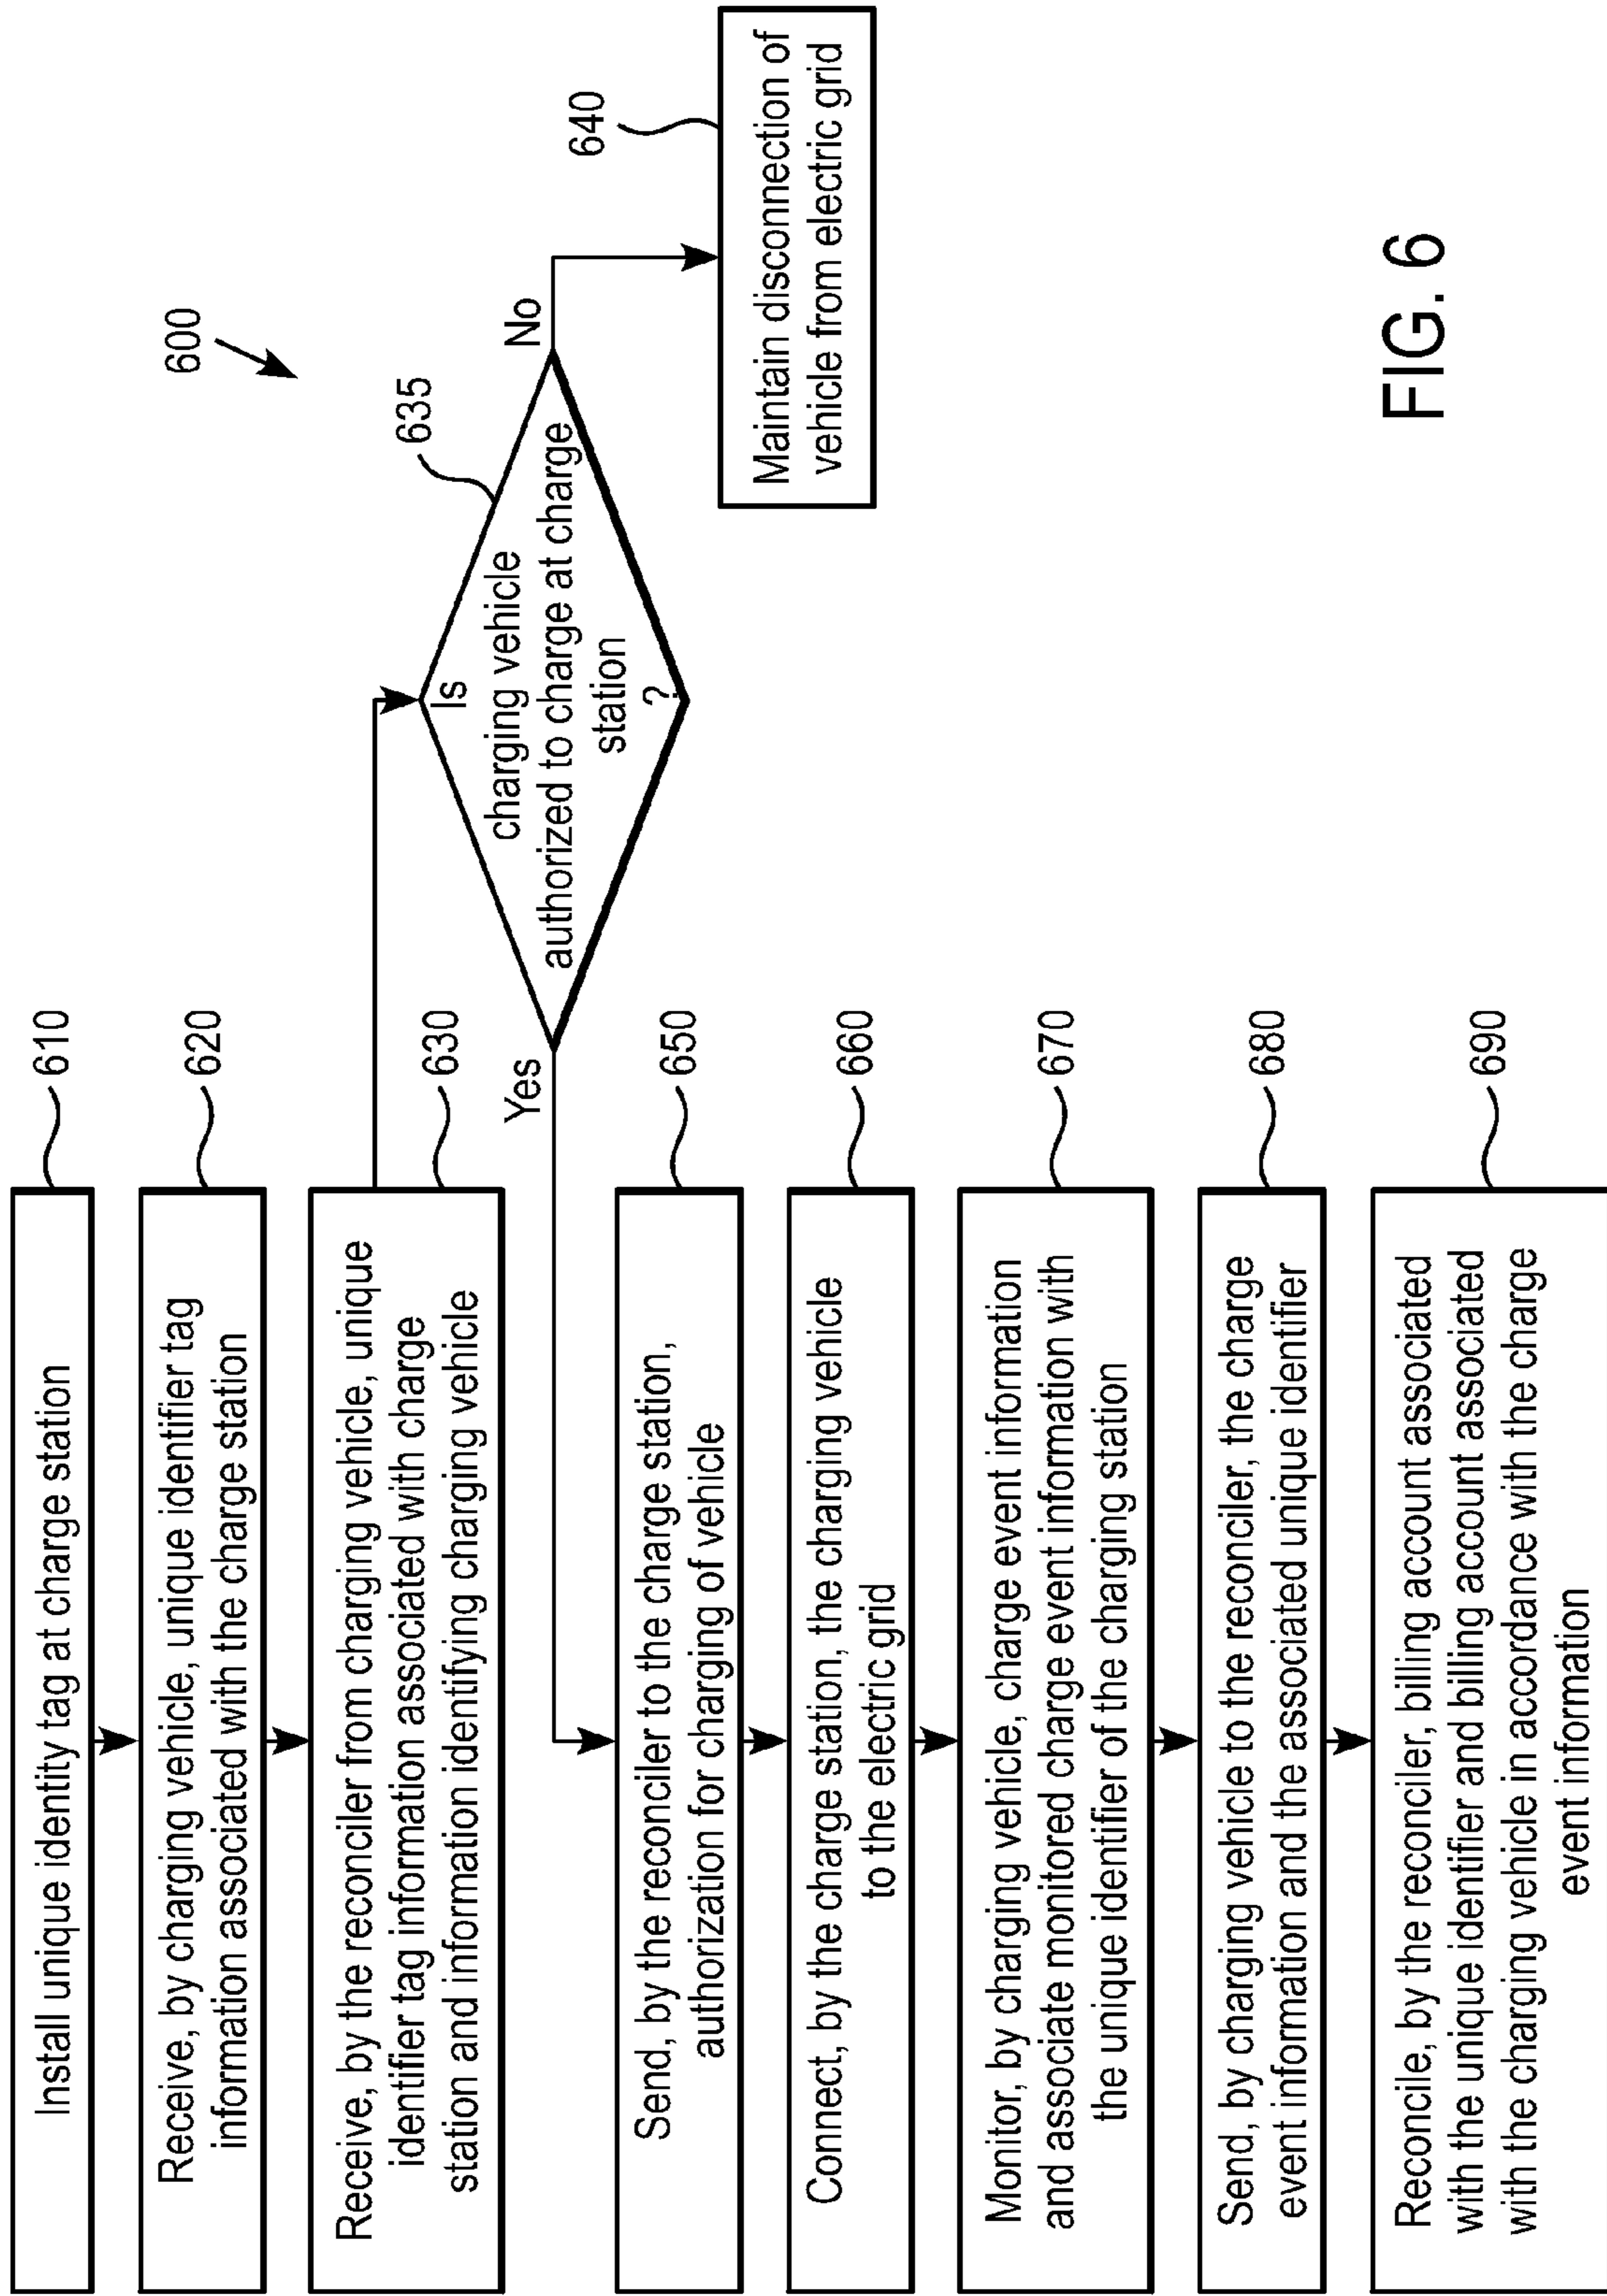 600
Install unique identity tag at charge station
610
Receive, by charging vehicle, unique identifier tag
information associated with the charge station
620
Receive, by the reconciler from charging vehicle, unique
identifier tag information associated with charge
station and information identifying charging vehicle
630
Is
charging vehicle
authorized to charge at charge
station
?
635
No
Maintain disconnection of
vehicle from electric grid
640
Yes
Send, by the reconciler to the charge station,
authorization for charging of vehicle
650
Connect, by the charge station, the charging vehicle
to the electric grid
660
Monitor, by charging vehicle, charge event information
and associate monitored charge event information with
the unique identifier of the charging station
670
Send, by charging vehicle to the reconciler, the charge
event information and the associated unique identifier
680
Reconcile, by the reconciler, billing account associated
with the unique identifier and billing account associated
with the charging vehicle in accordance with the charge
event information
690
FIG. 6